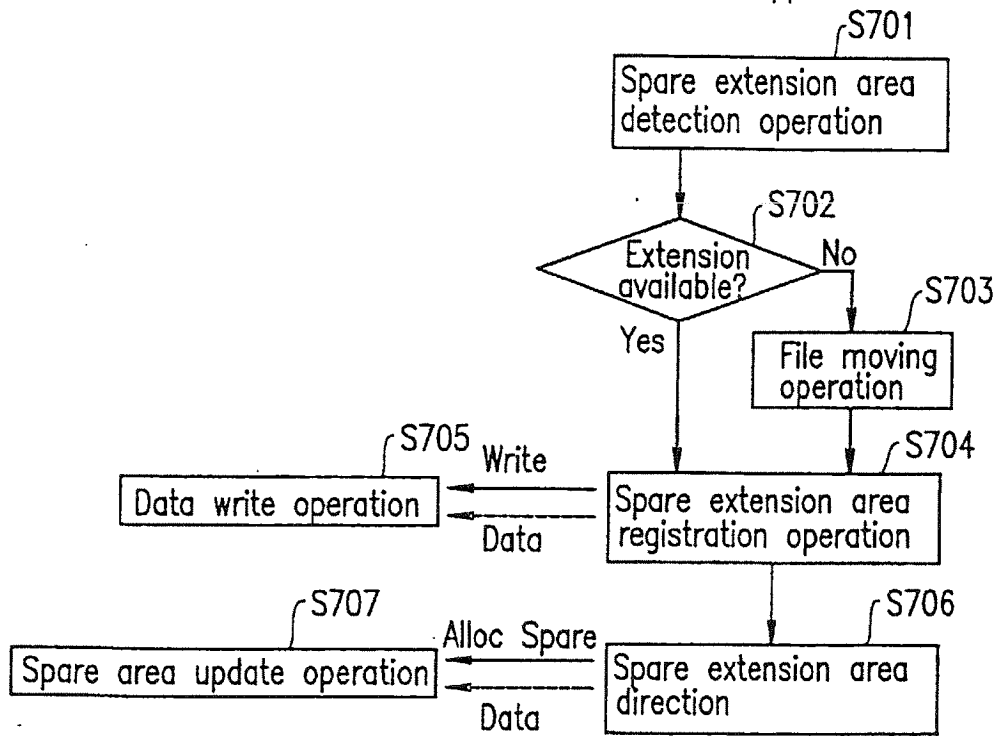 S701
Spare extension area
detection operation
S702
Extension
available?
No
Yes
S703
File moving
operation
S704
Spare extension area
registration operation
S705
Write
Data write operation
Data
S706
Spare extension area
direction
S707
Alloc Spare
Spare area update operation
Data